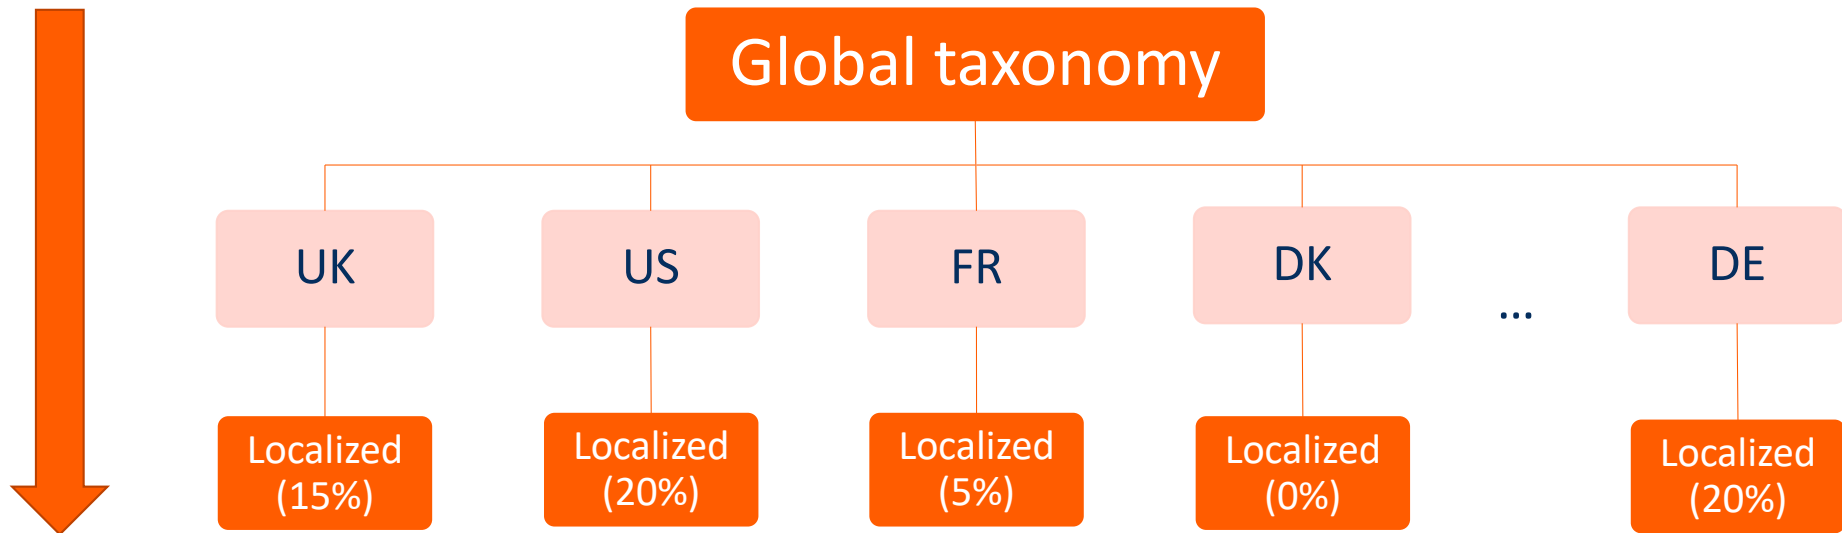 Global taxonomy
UK
US
FR
DK
...
DE
Localized
(15%)
Localized
(20%)
Localized
(5%)
Localized
(0%)
Localized
(20%)